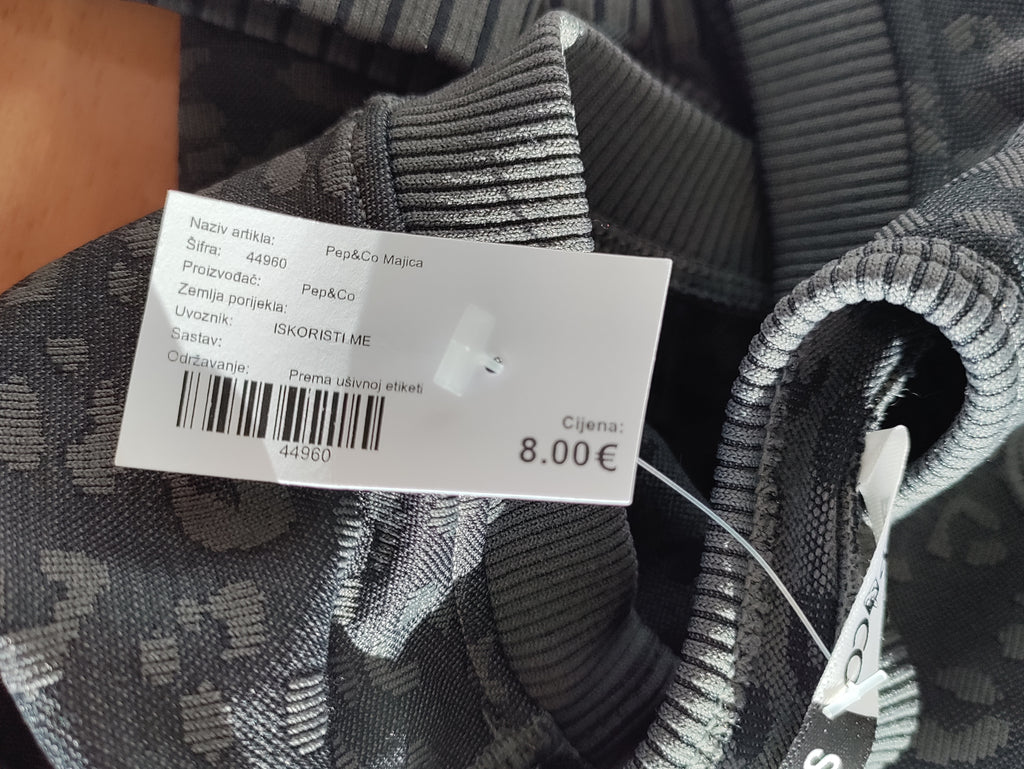 Naziv artikla: Pep&Co Majica
Šifra: 44960
Proizvođač: Pep&Co
Zemlja porijekla:
Uvoznik: ISKORISTI.ME
Sastav:
Održavanje: Prema ušivnoj etiketi
44960
Cijena:
8.00€
S